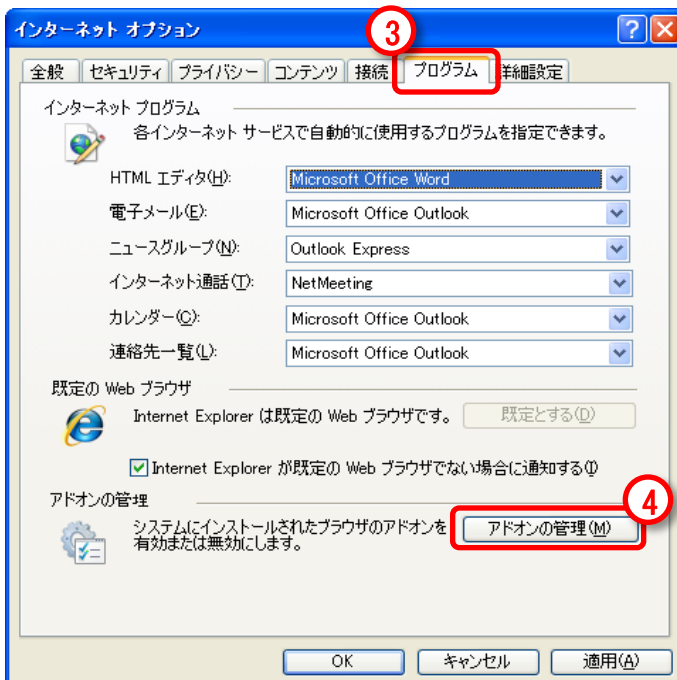 インターネット オプション
3
全般 セキュリティ プライバシー コンテンツ 接続 プログラム 詳細設定
インターネット プログラム
各インターネット サービスで自動的に使用するプログラムを指定できます。
HTML エディタ(H): Microsoft Office Word
電子メール(E): Microsoft Office Outlook
ニュースグループ(N): Outlook Express
インターネット通話(T): NetMeeting
カレンダー(C): Microsoft Office Outlook
連絡先一覧(L): Microsoft Office Outlook
既定の Web ブラウザ
Internet Explorer は既定の Web ブラウザです。 既定とする(D)
Internet Explorer が既定の Web ブラウザでない場合に通知する(I)
アドオンの管理
4
システムにインストールされたブラウザのアドオンを
有効または無効にします。
アドオンの管理(M)
OK キャンセル 適用(A)